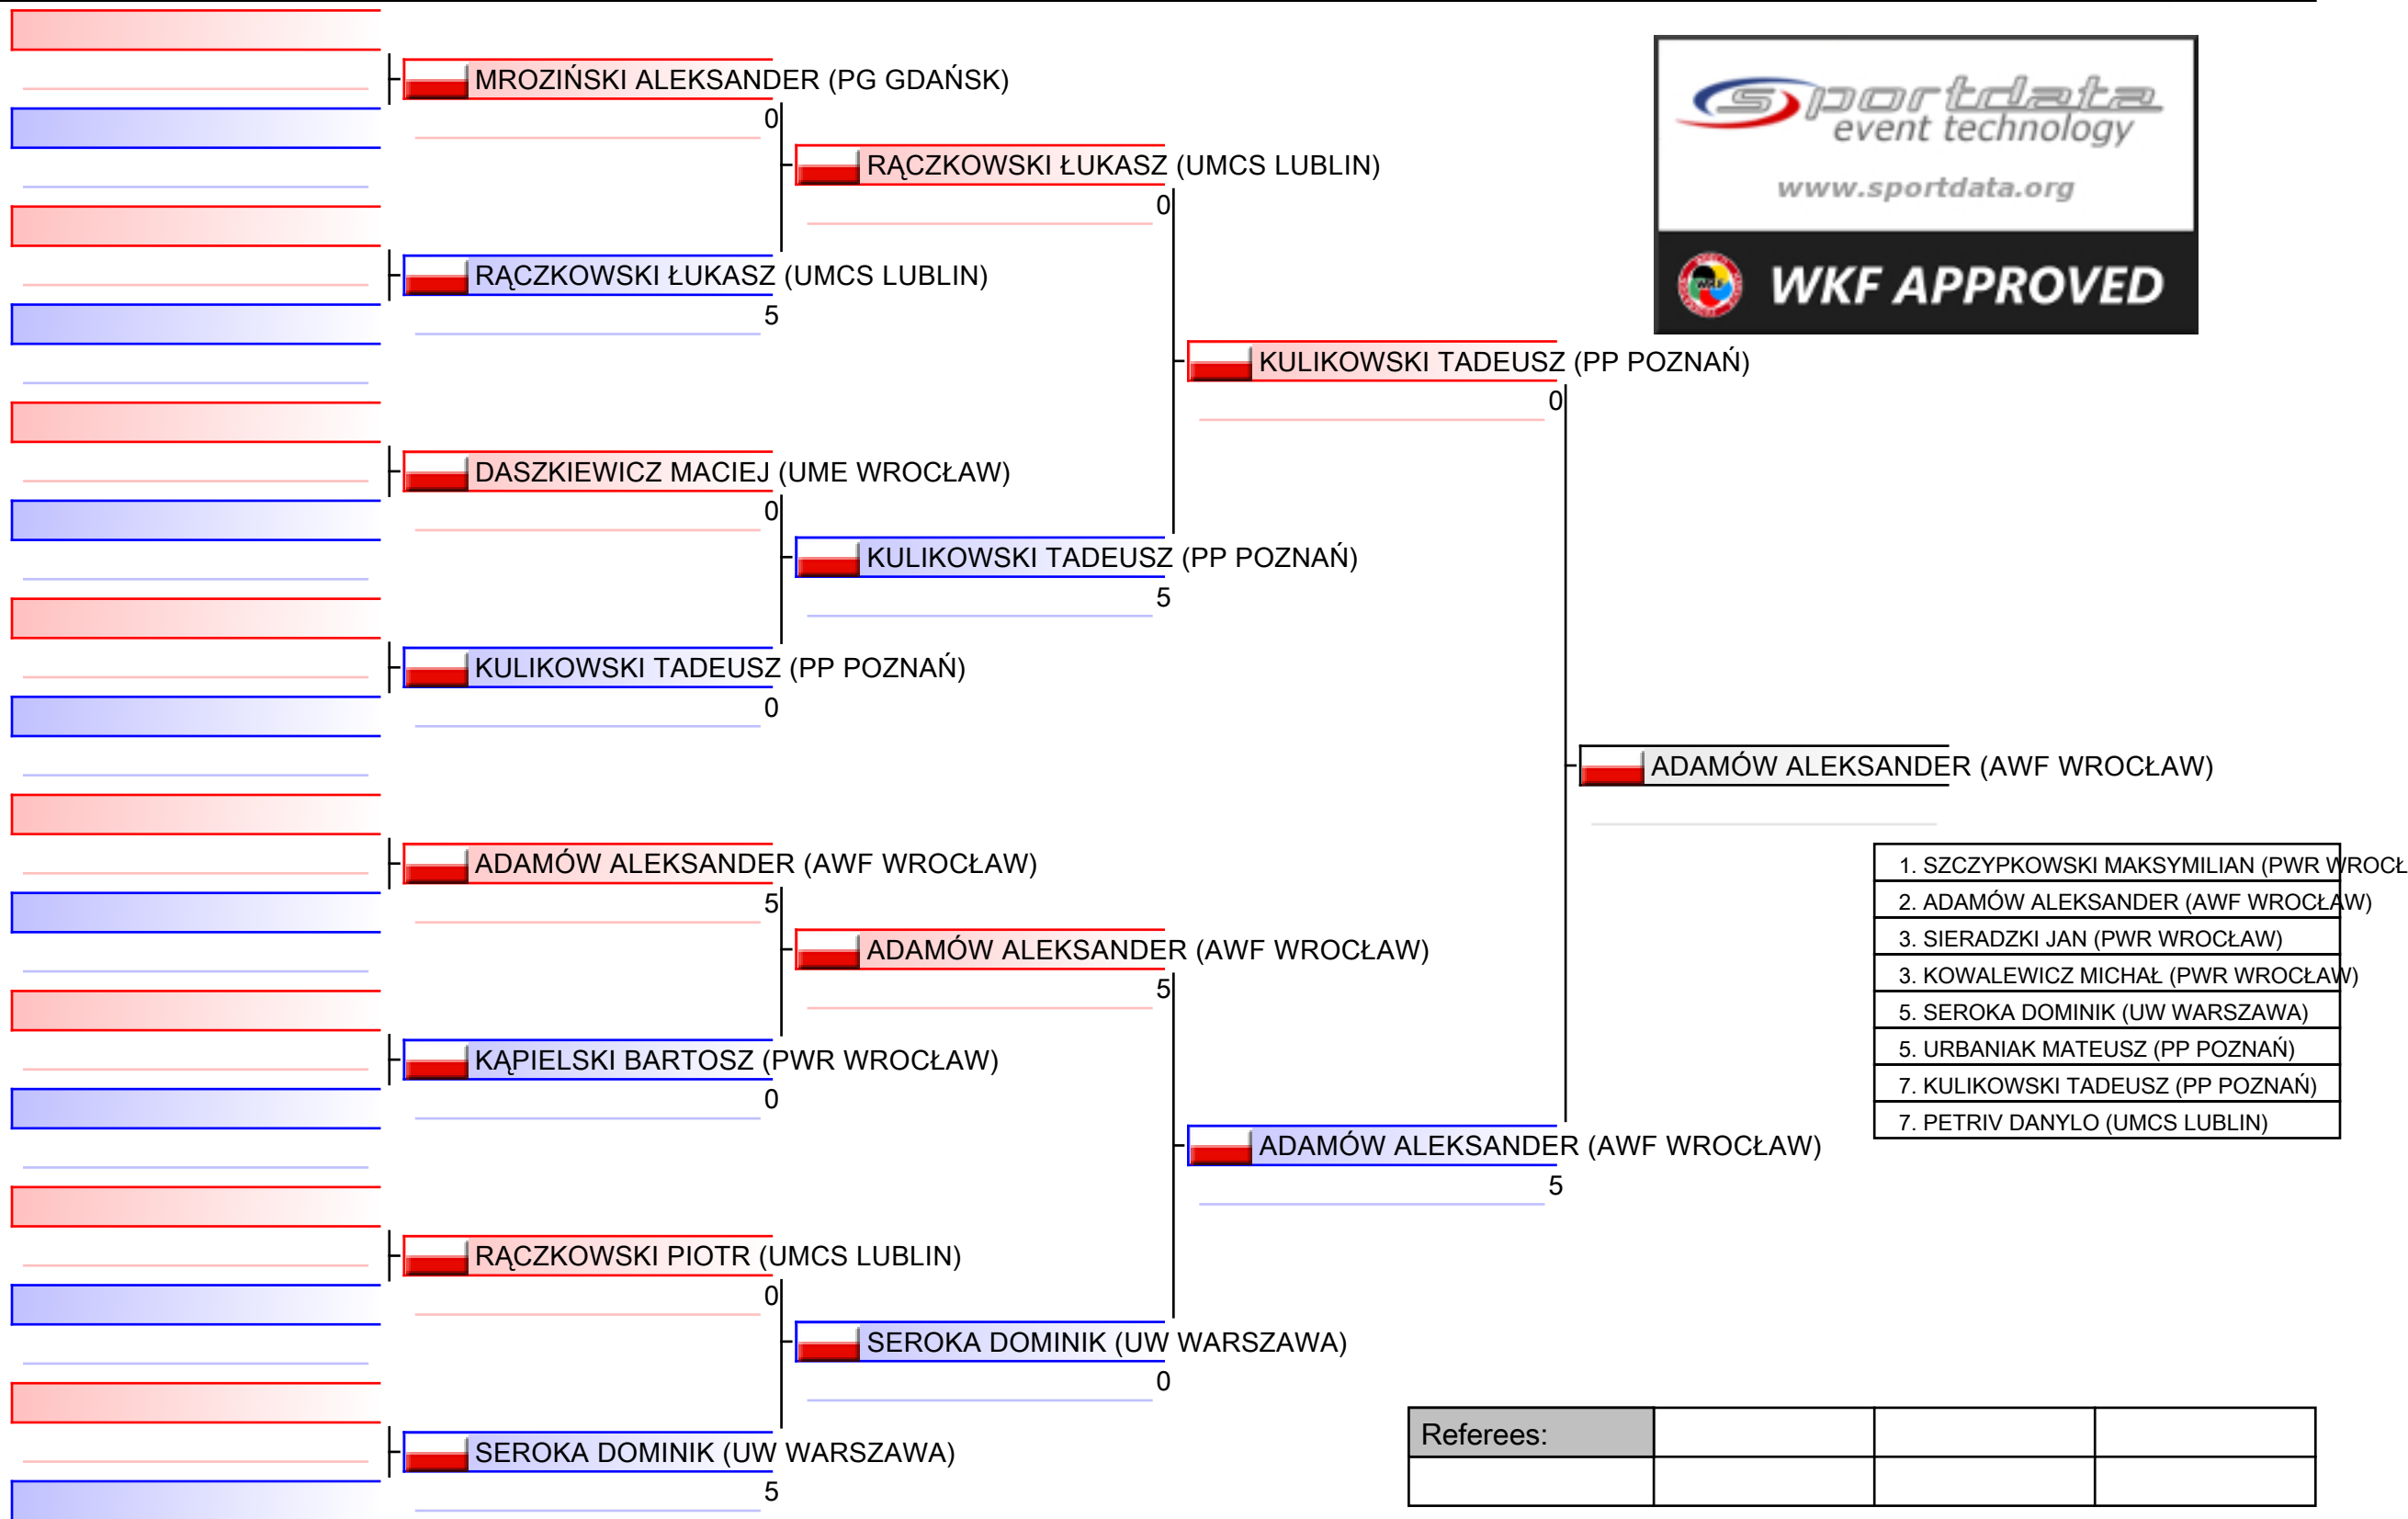 MROZIŃSKI ALEKSANDER (PG GDAŃSK)
0
RĄCZKOWSKI ŁUKASZ (UMCS LUBLIN)
0
RĄCZKOWSKI ŁUKASZ (UMCS LUBLIN)
5
KULIKOWSKI TADEUSZ (PP POZNAŃ)
0
DASZKIEWICZ MACIEJ (UME WROCŁAW)
0
KULIKOWSKI TADEUSZ (PP POZNAŃ)
5
KULIKOWSKI TADEUSZ (PP POZNAŃ)
0
ADAMÓW ALEKSANDER (AWF WROCŁAW)
ADAMÓW ALEKSANDER (AWF WROCŁAW)
5
ADAMÓW ALEKSANDER (AWF WROCŁAW)
5
KĄPIELSKI BARTOSZ (PWR WROCŁAW)
0
ADAMÓW ALEKSANDER (AWF WROCŁAW)
5
RĄCZKOWSKI PIOTR (UMCS LUBLIN)
0
SEROKA DOMINIK (UW WARSZAWA)
0
SEROKA DOMINIK (UW WARSZAWA)
5
sportdata
event technology
www.sportdata.org
WKF APPROVED
1. SZCZYPKOWSKI MAKSYMILIAN (PWR WROCŁ
2. ADAMÓW ALEKSANDER (AWF WROCŁAW)
3. SIERADZKI JAN (PWR WROCŁAW)
3. KOWALEWICZ MICHAŁ (PWR WROCŁAW)
5. SEROKA DOMINIK (UW WARSZAWA)
5. URBANIAK MATEUSZ (PP POZNAŃ)
7. KULIKOWSKI TADEUSZ (PP POZNAŃ)
7. PETRIV DANYLO (UMCS LUBLIN)
Referees: